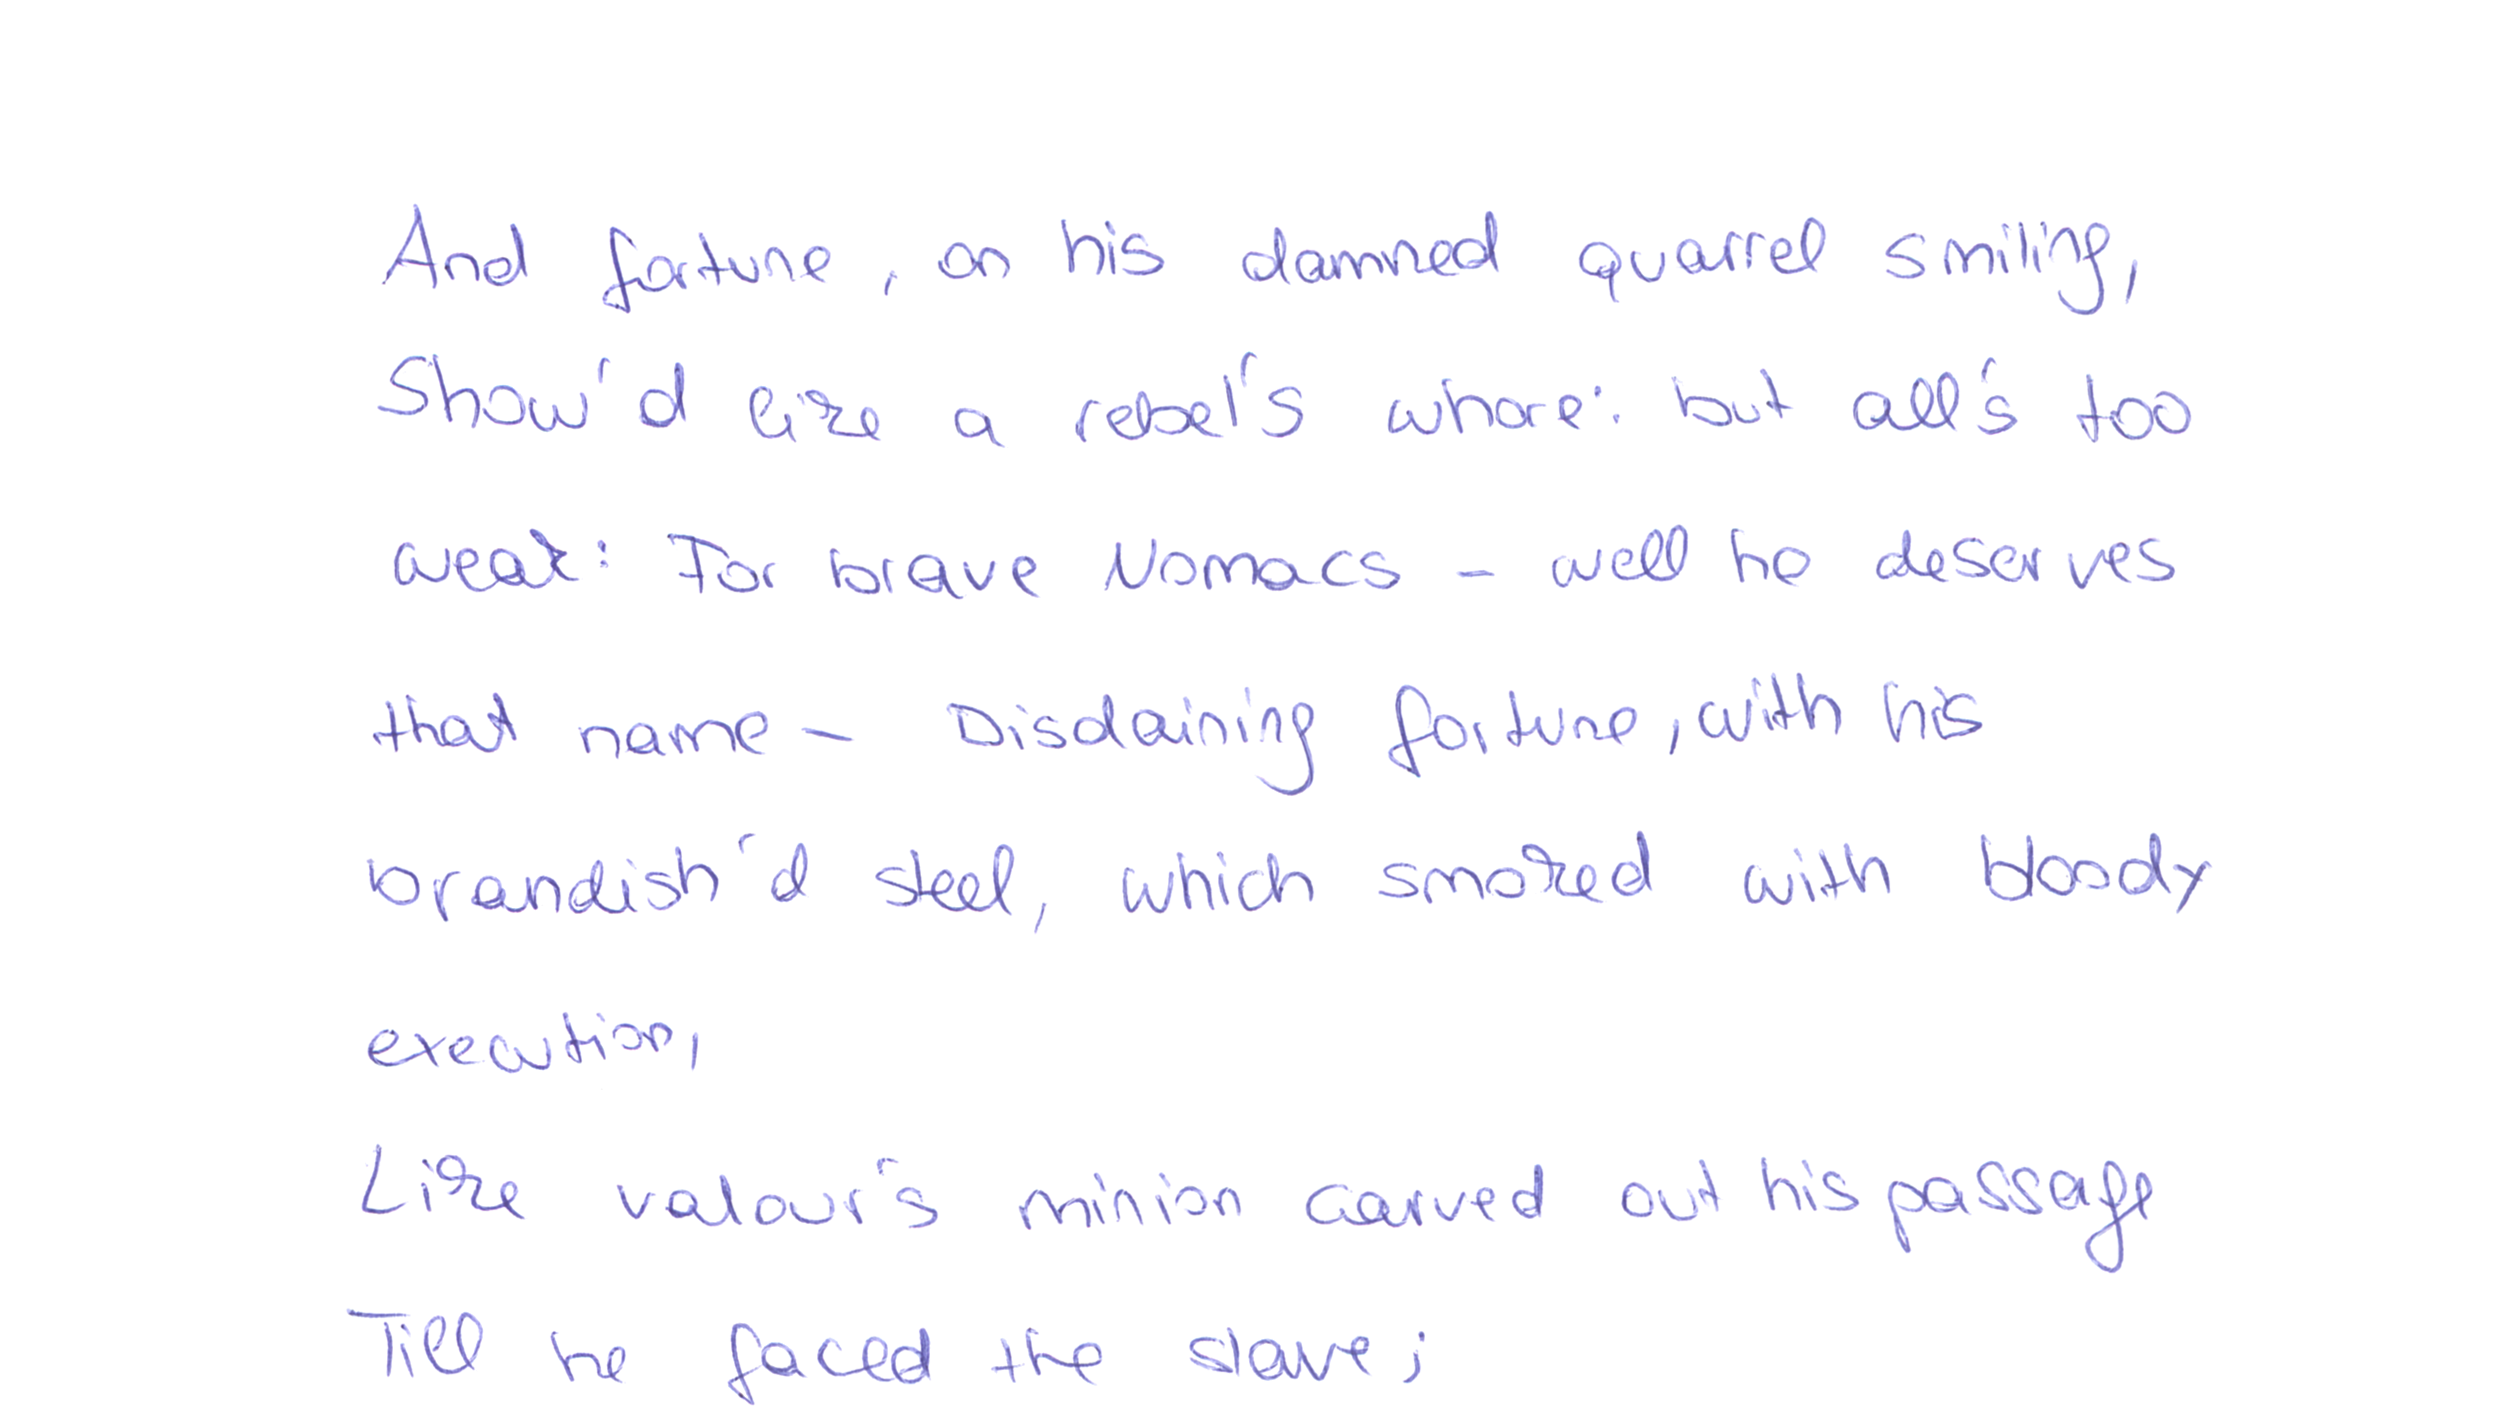 And fortune, on his damned quarrel smiling,
Show'd like a rebel's whore: but all's too
weak: For brave Nomacs - well he deserves
that name - Disdaining fortune, with his
brandish'd steel, which smoked with bloody
execution,
Like valour's minion carved out his passage
Till he faced the slave;